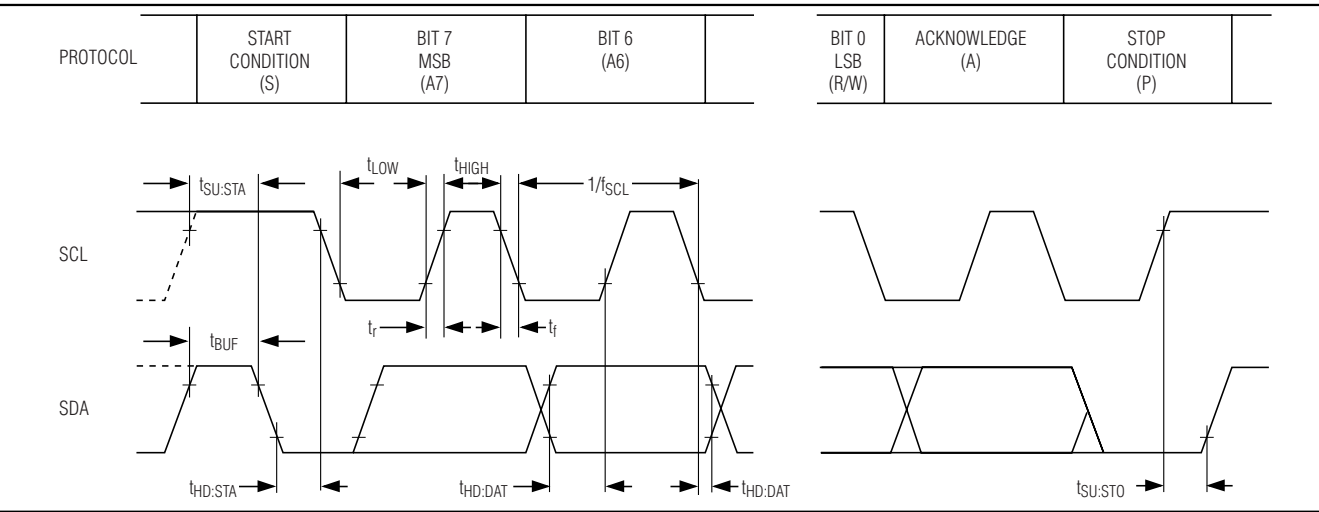 PROTOCOL
START
CONDITION
(S)
BIT 7
MSB
(A7)
BIT 6
(A6)
BIT 0
LSB
(R/W)
ACKNOWLEDGE
(A)
STOP
CONDITION
(P)
tSU:STA
tLOW
tHIGH
1/fSCL
SCL
tBUF
tr
tf
SDA
tHD:STA
tHD:DAT
tHD:DAT
tSU:STO